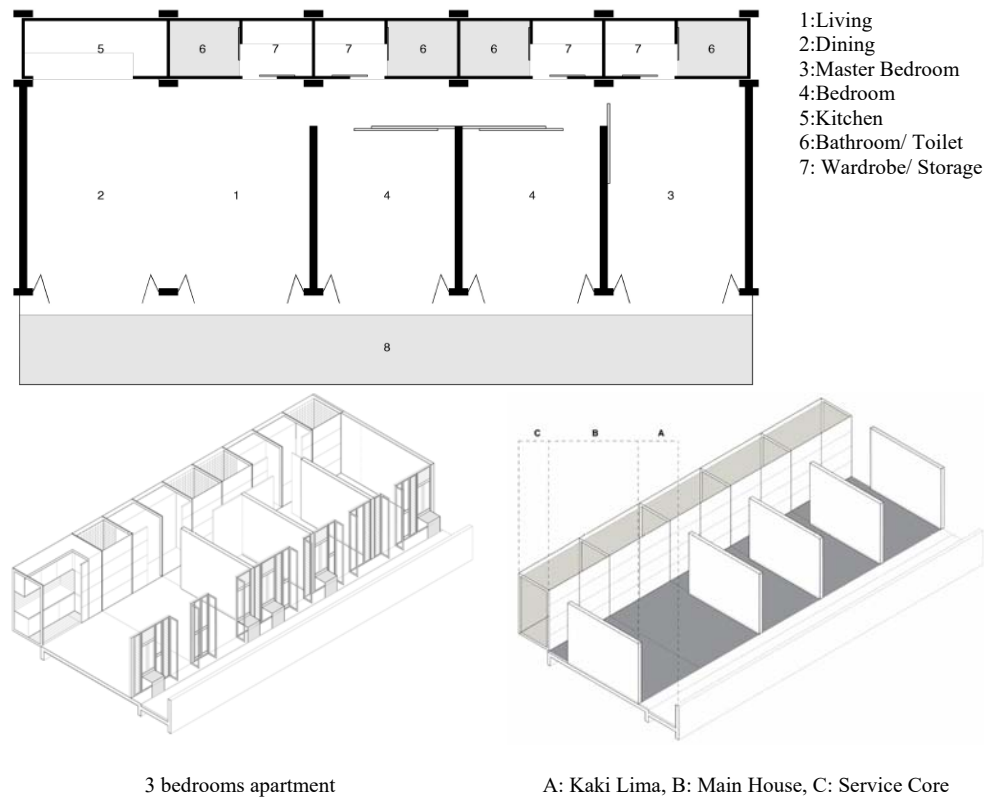 5 6 7 7 6 6 7 7 6
2 1 4 4 3
8
1:Living
2:Dining
3:Master Bedroom
4:Bedroom
5:Kitchen
6:Bathroom/ Toilet
7: Wardrobe/ Storage
C B A
3 bedrooms apartment
A: Kaki Lima, B: Main House, C: Service Core